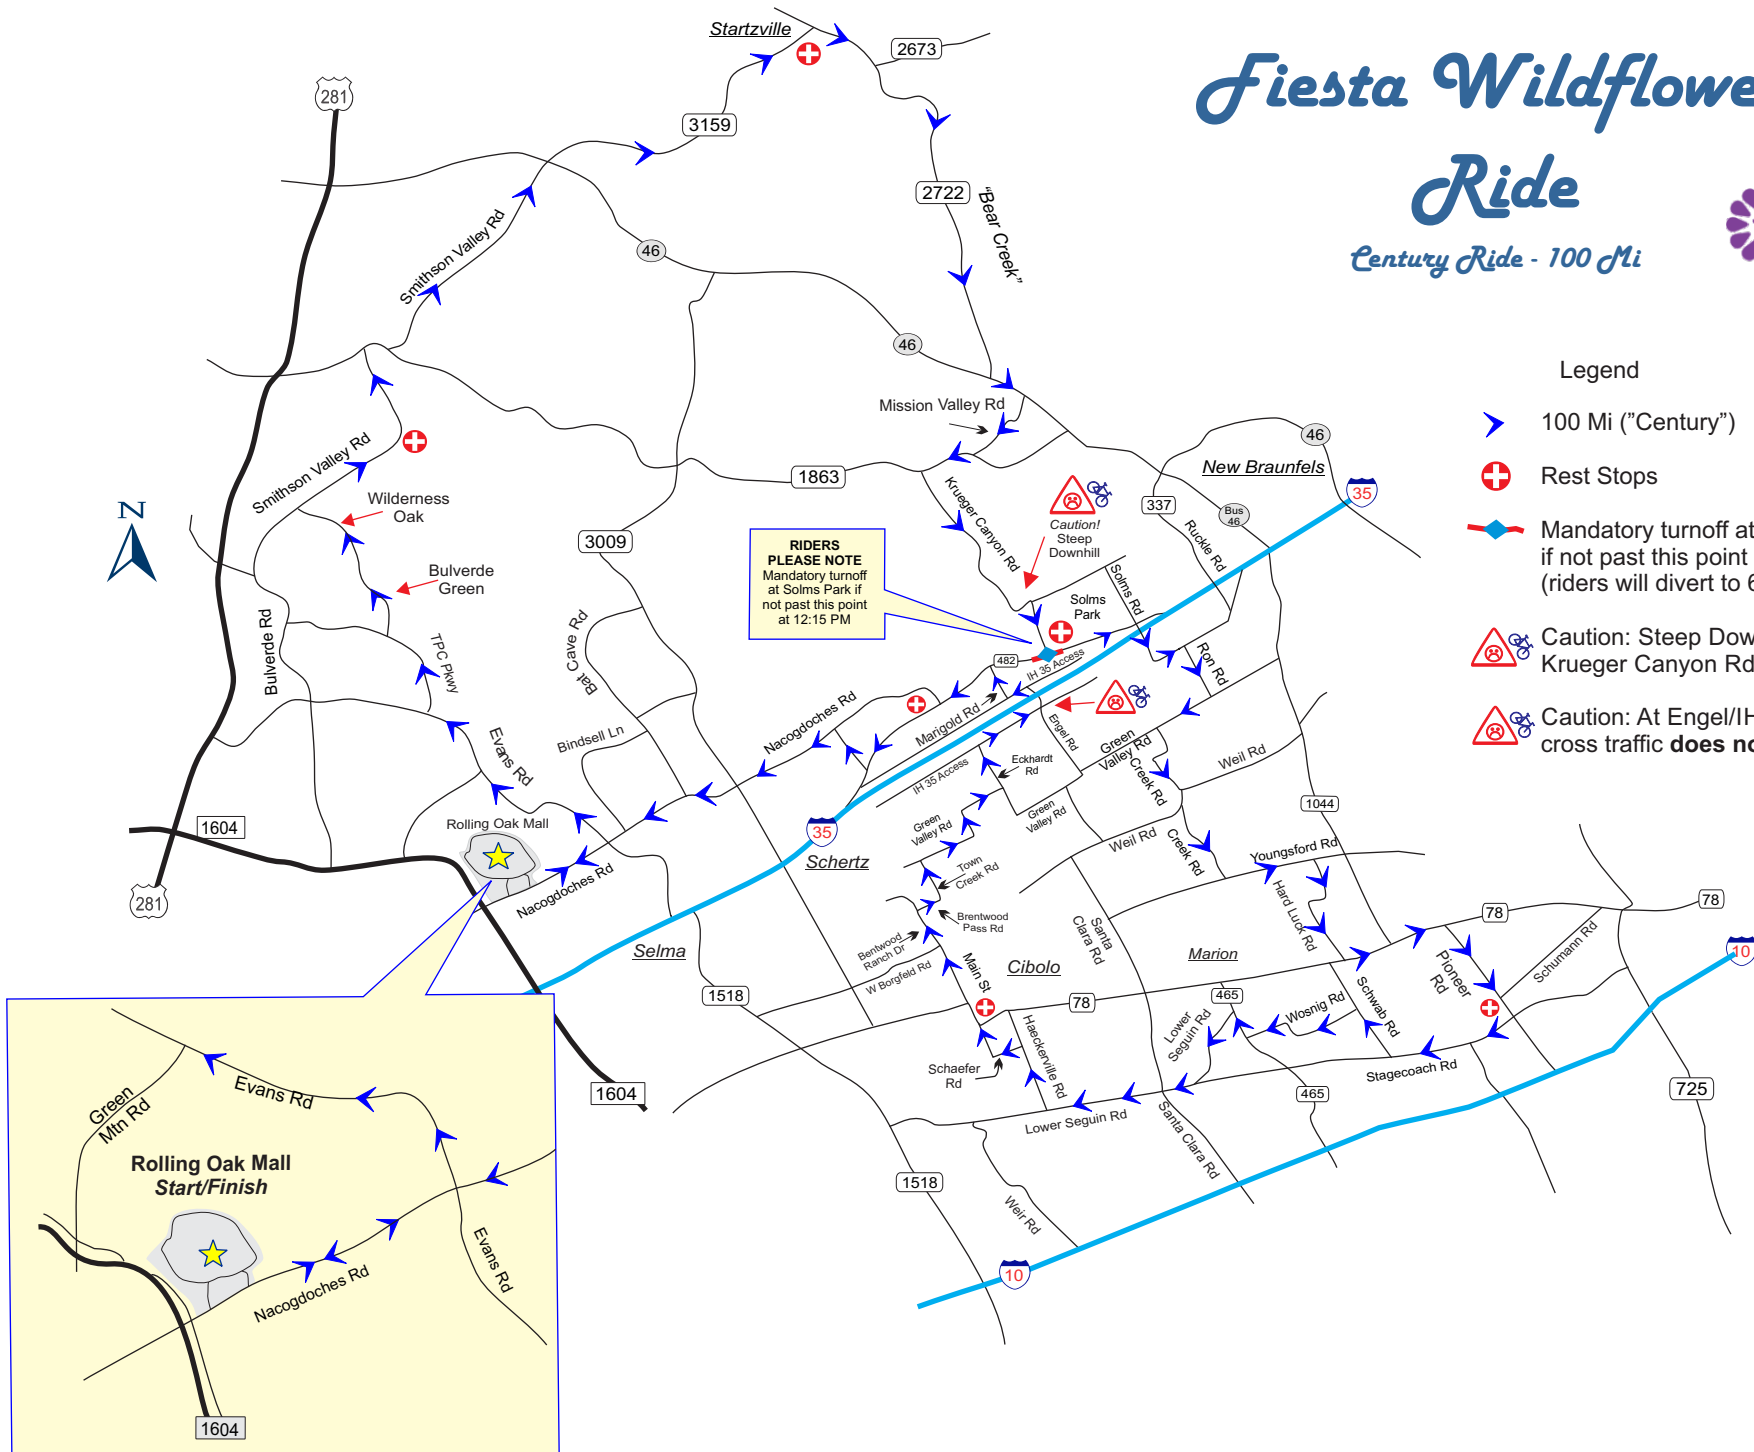 Fiesta Wildflowe
Ride
Century Ride - 100 Mi
Legend
100 Mi (”Century”)
Rest Stops
Mandatory turnoff at
if not past this point
(riders will divert to 6
Caution: Steep Dow
Krueger Canyon Rd
Caution: At Engel/IH
cross traffic does no
Startzville
2673
281
3159
2722
“Bear Creek”
46
Smithson Valley Rd
46
Mission Valley Rd
46
New Braunfels
35
1863
Smithson Valley Rd
Wilderness
Oak
N
Krueger Canyon Rd
Caution!
Steep
Downhill
337
Bus
46
Ruckle Rd
3009
RIDERS
PLEASE NOTE
Mandatory turnoff
at Solms Park if
not past this point
at 12:15 PM
Bulverde
Green
Solms Rd
Solms
Park
Bulverde Rd
TPC Pkwy
Bat Cave Rd
482
IH 35 Access
Ron Rd
Nacogdoches Rd
Marigold Rd
Engel Rd
Bindsell Ln
Evans Rd
Green
Valley Rd
Weil Rd
Eckhardt
Rd
IH 35 Access
Creek Rd
1044
1604
Rolling Oak Mall
35
Schertz
Green
Valley Rd
Green
Valley Rd
Weil Rd
Creek Rd
Youngsford Rd
Town
Creek Rd
Nacogdoches Rd
281
Hard Luck Rd
78
78
Brentwood
Pass Rd
Santa
Clara Rd
Bentwood
Ranch Dr
Selma
W Borgfeld Rd
Main St
Cibolo
Marion
Pioneer
Rd
Schumann Rd
10
1518
78
465
Wosnig Rd
Schwab Rd
Lower
Seguin Rd
Haeckerville Rd
Schaefer
Rd
Stagecoach Rd
1604
465
725
Lower Seguin Rd
Santa Clara Rd
1518
Weir Rd
10
Green
Mtn Rd
Evans Rd
Rolling Oak Mall
Start/Finish
Evans Rd
Nacogdoches Rd
1604